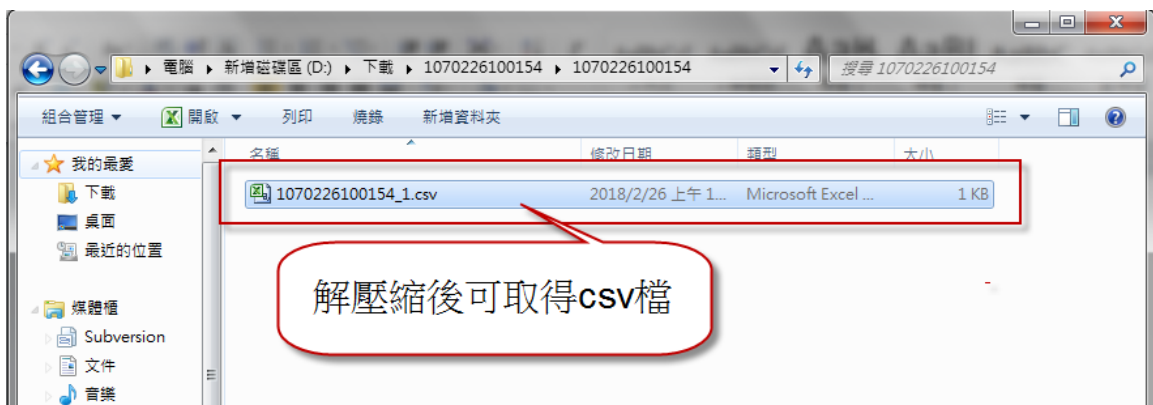 電腦 新增磁碟區 (D:) 下載 1070226100154 1070226100154 搜尋 1070226100154
組合管理 開啟 列印 燒錄 新增資料夾
我的最愛 名稱 修改日期 類型 大小
下載 1070226100154_1.csv 2018/2/26 上午 1... Microsoft Excel ... 1 KB
桌面
最近的位置
解壓縮後可取得csv檔
媒體櫃
Subversion
文件
音樂